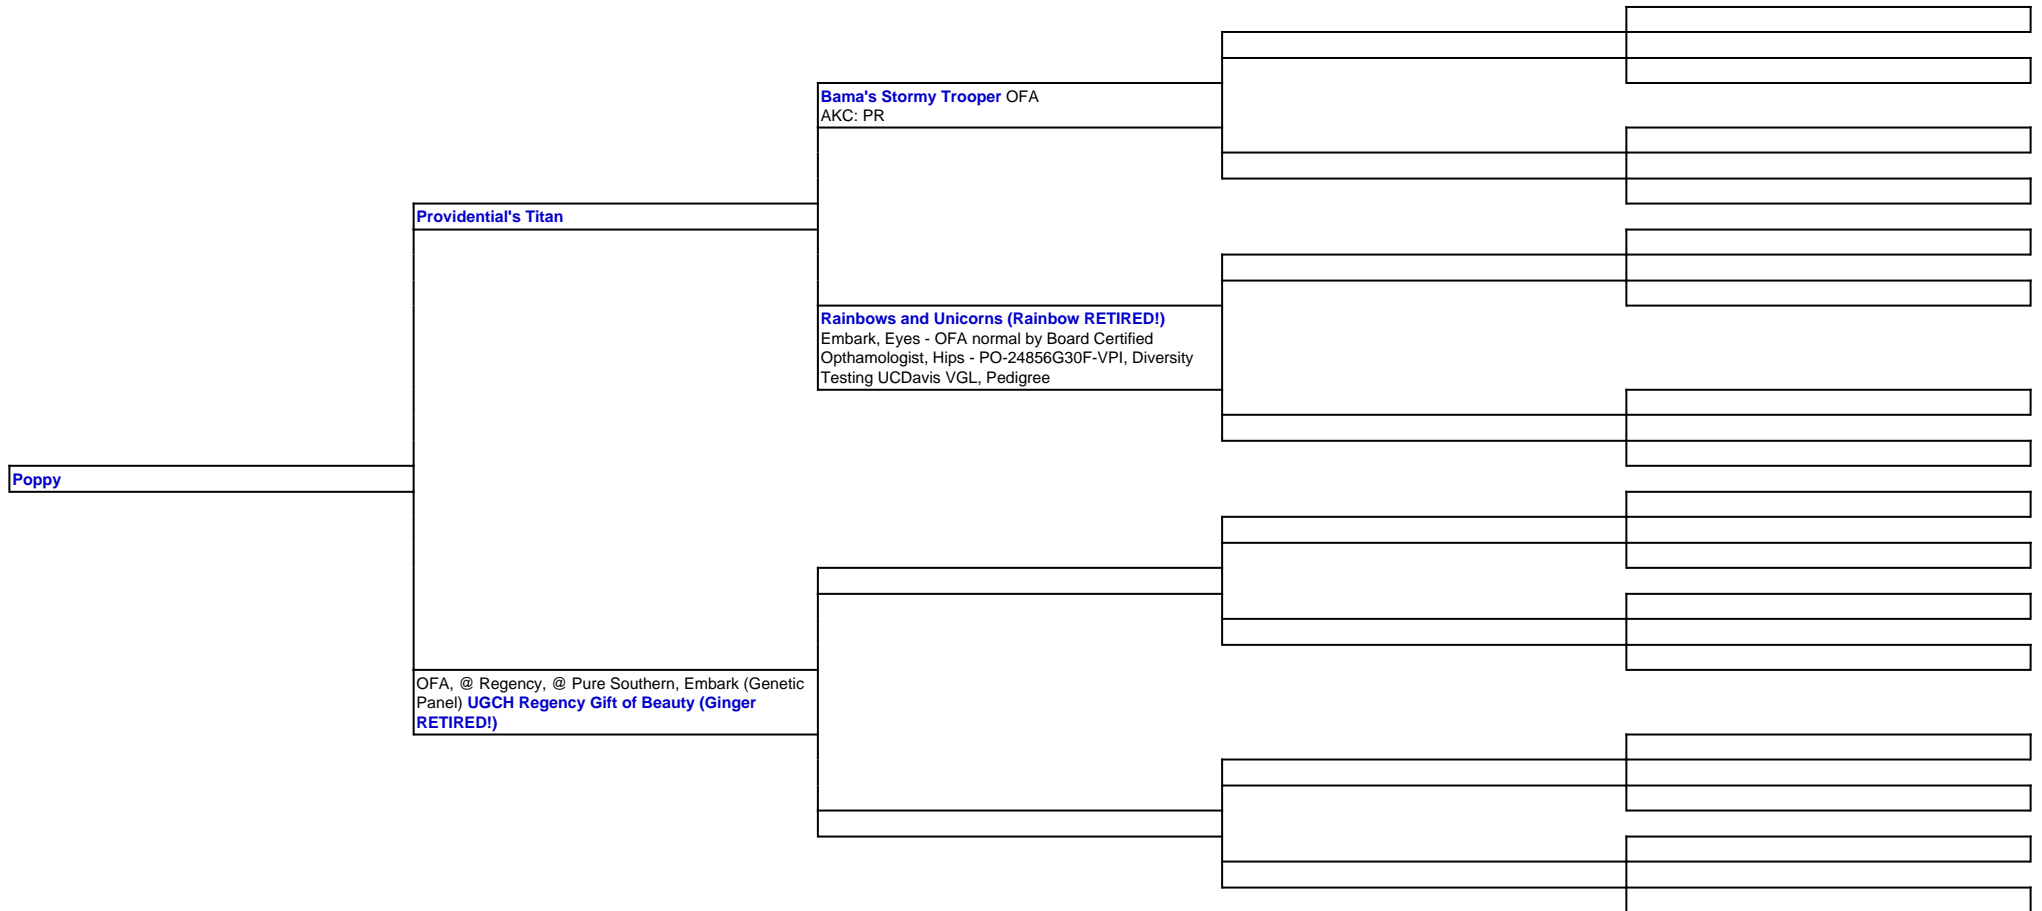 Bama's Stormy Trooper OFA
AKC: PR
Providential's Titan
Rainbows and Unicorns (Rainbow RETIRED!)
Embark, Eyes - OFA normal by Board Certified
Opthamologist, Hips - PO-24856G30F-VPI, Diversity
Testing UCDavis VGL, Pedigree
Poppy
OFA, @ Regency, @ Pure Southern, Embark (Genetic
Panel) UGCH Regency Gift of Beauty (Ginger
RETIRED!)